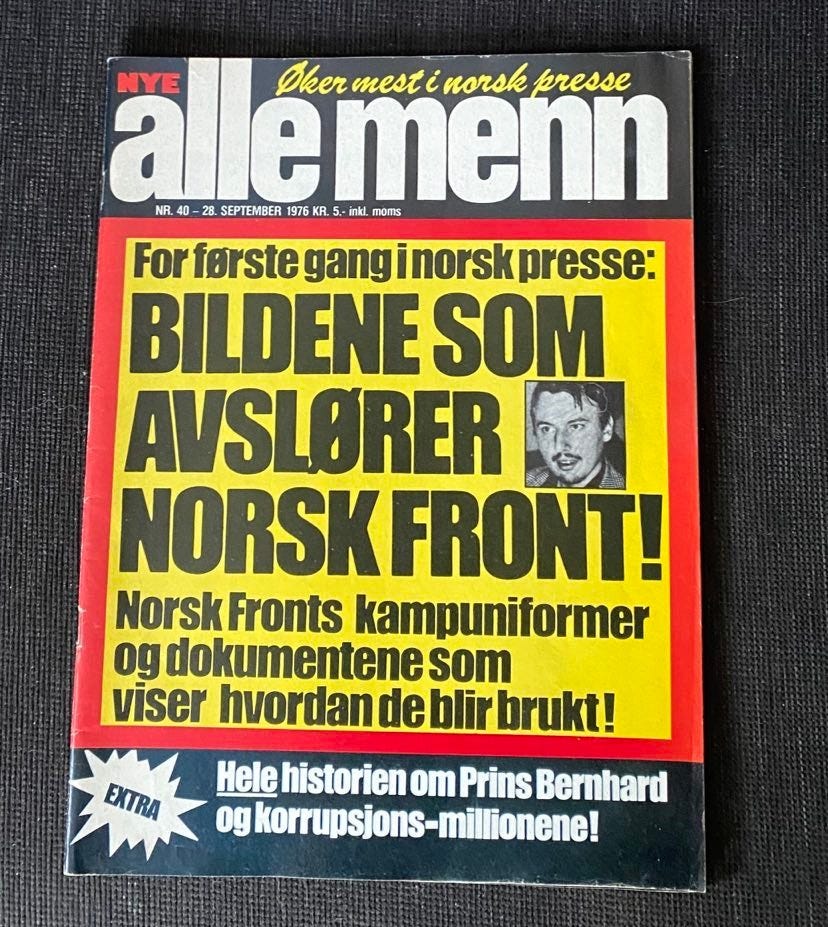 Øker mest i norsk presse
NYE
alle menn
NR. 40 – 28. SEPTEMBER 1976 KR. 5.- inkl. moms
For første gang i norsk presse:
BILDENE SOM
AVSLØRER
NORSK FRONT!
Norsk Fronts kampuniformer
og dokumentene som
viser hvordan de blir brukt!
EXTRA
Hele historien om Prins Bernhard
og korrupsjons-millionene!